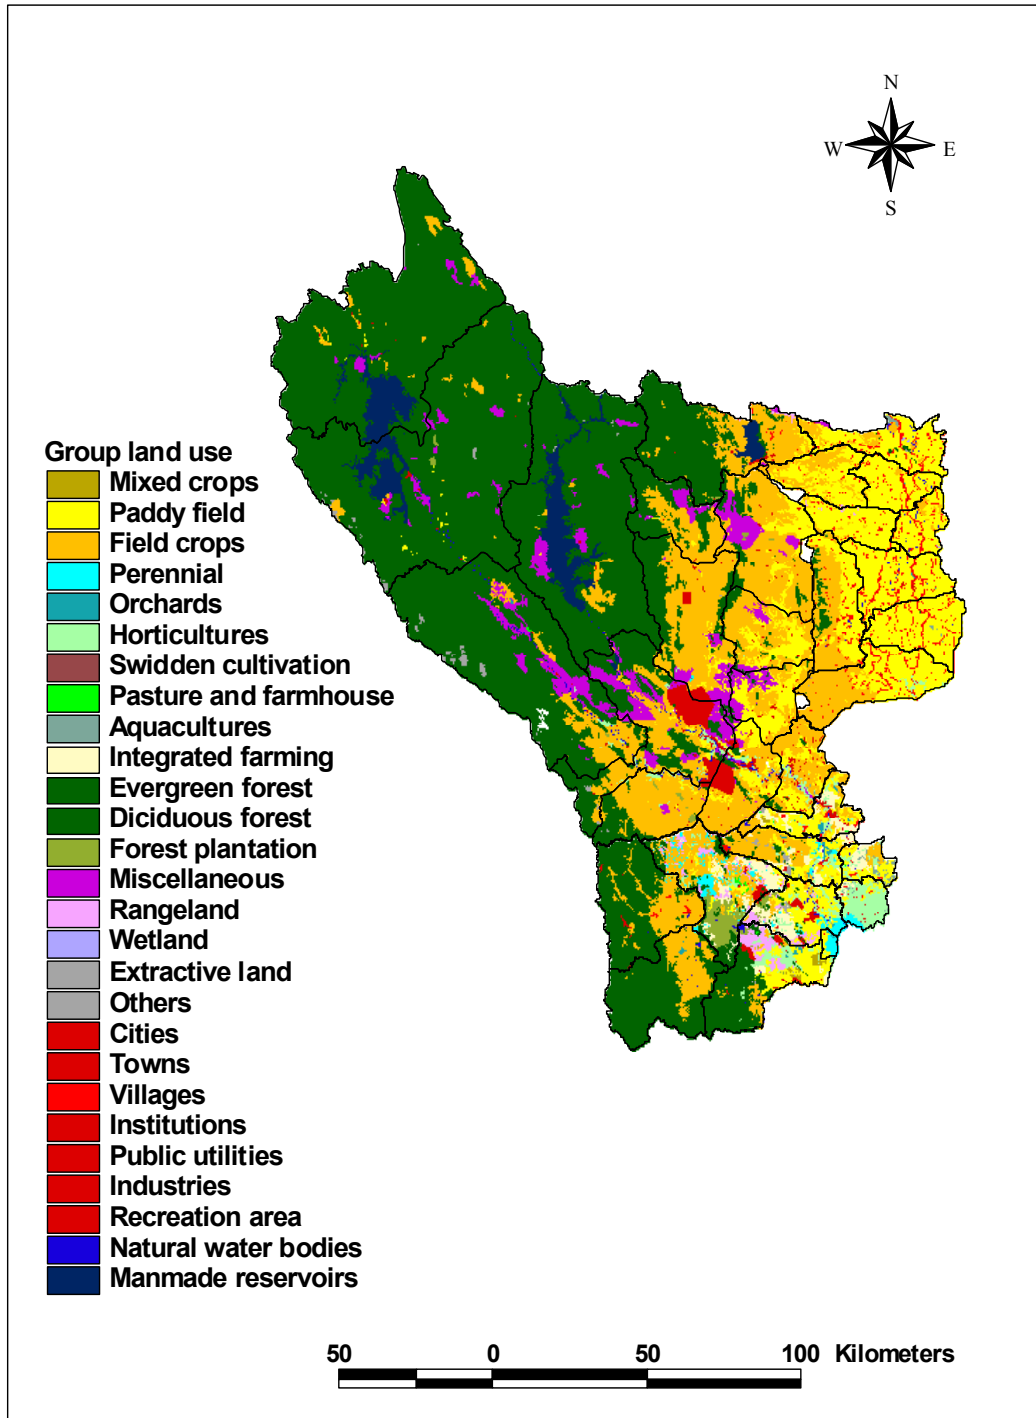 N
W E
S
Group land use
Mixed crops
Paddy field
Field crops
Perennial
Orchards
Horticultures
Swidden cultivation
Pasture and farmhouse
Aquacultures
Integrated farming
Evergreen forest
Diciduous forest
Forest plantation
Miscellaneous
Rangeland
Wetland
Extractive land
Others
Cities
Towns
Villages
Institutions
Public utilities
Industries
Recreation area
Natural water bodies
Manmade reservoirs
50 0 50 100 Kilometers